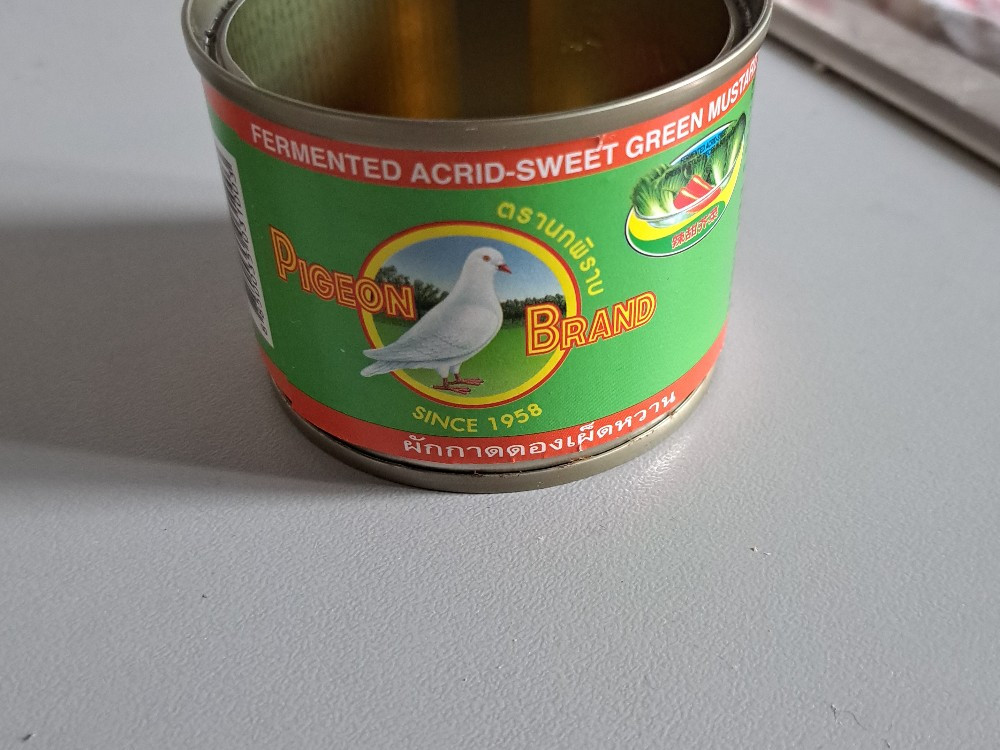 FERMENTED ACRID-SWEET GREEN MUSTARD
ตรานกพิราบ
PIGEON
BRAND
SINCE 1958
ผักกาดดองเผ็ดหวาน